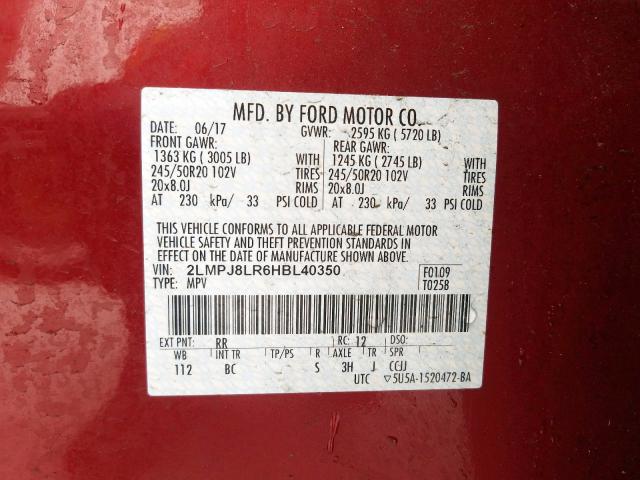 MFD. BY FORD MOTOR CO.
DATE: 06/17 GVWR: 2595 KG ( 5720 LB)
FRONT GAWR: REAR GAWR:
1363 KG ( 3005 LB) WITH 1245 KG ( 2745 LB) WITH
245/50R20 102V TIRES 245/50R20 102V TIRES
20x8.0J RIMS 20x8.0J RIMS
AT 230 kPa/ 33 PSI COLD AT 230 kPa/ 33 PSI COLD
THIS VEHICLE CONFORMS TO ALL APPLICABLE FEDERAL MOTOR
VEHICLE SAFETY AND THEFT PREVENTION STANDARDS IN
EFFECT ON THE DATE OF MANUFACTURE SHOWN ABOVE.
VIN: 2LMPJ8LR6HBL40350 F0109
TYPE: MPV T0258
EXT PNT: RR RC: 12 DSO:
WB INT TR TP/PS R AXLE TR SPR
112 BC S 3H J CCJJ
UTC ▽5U5A-1520472-BA